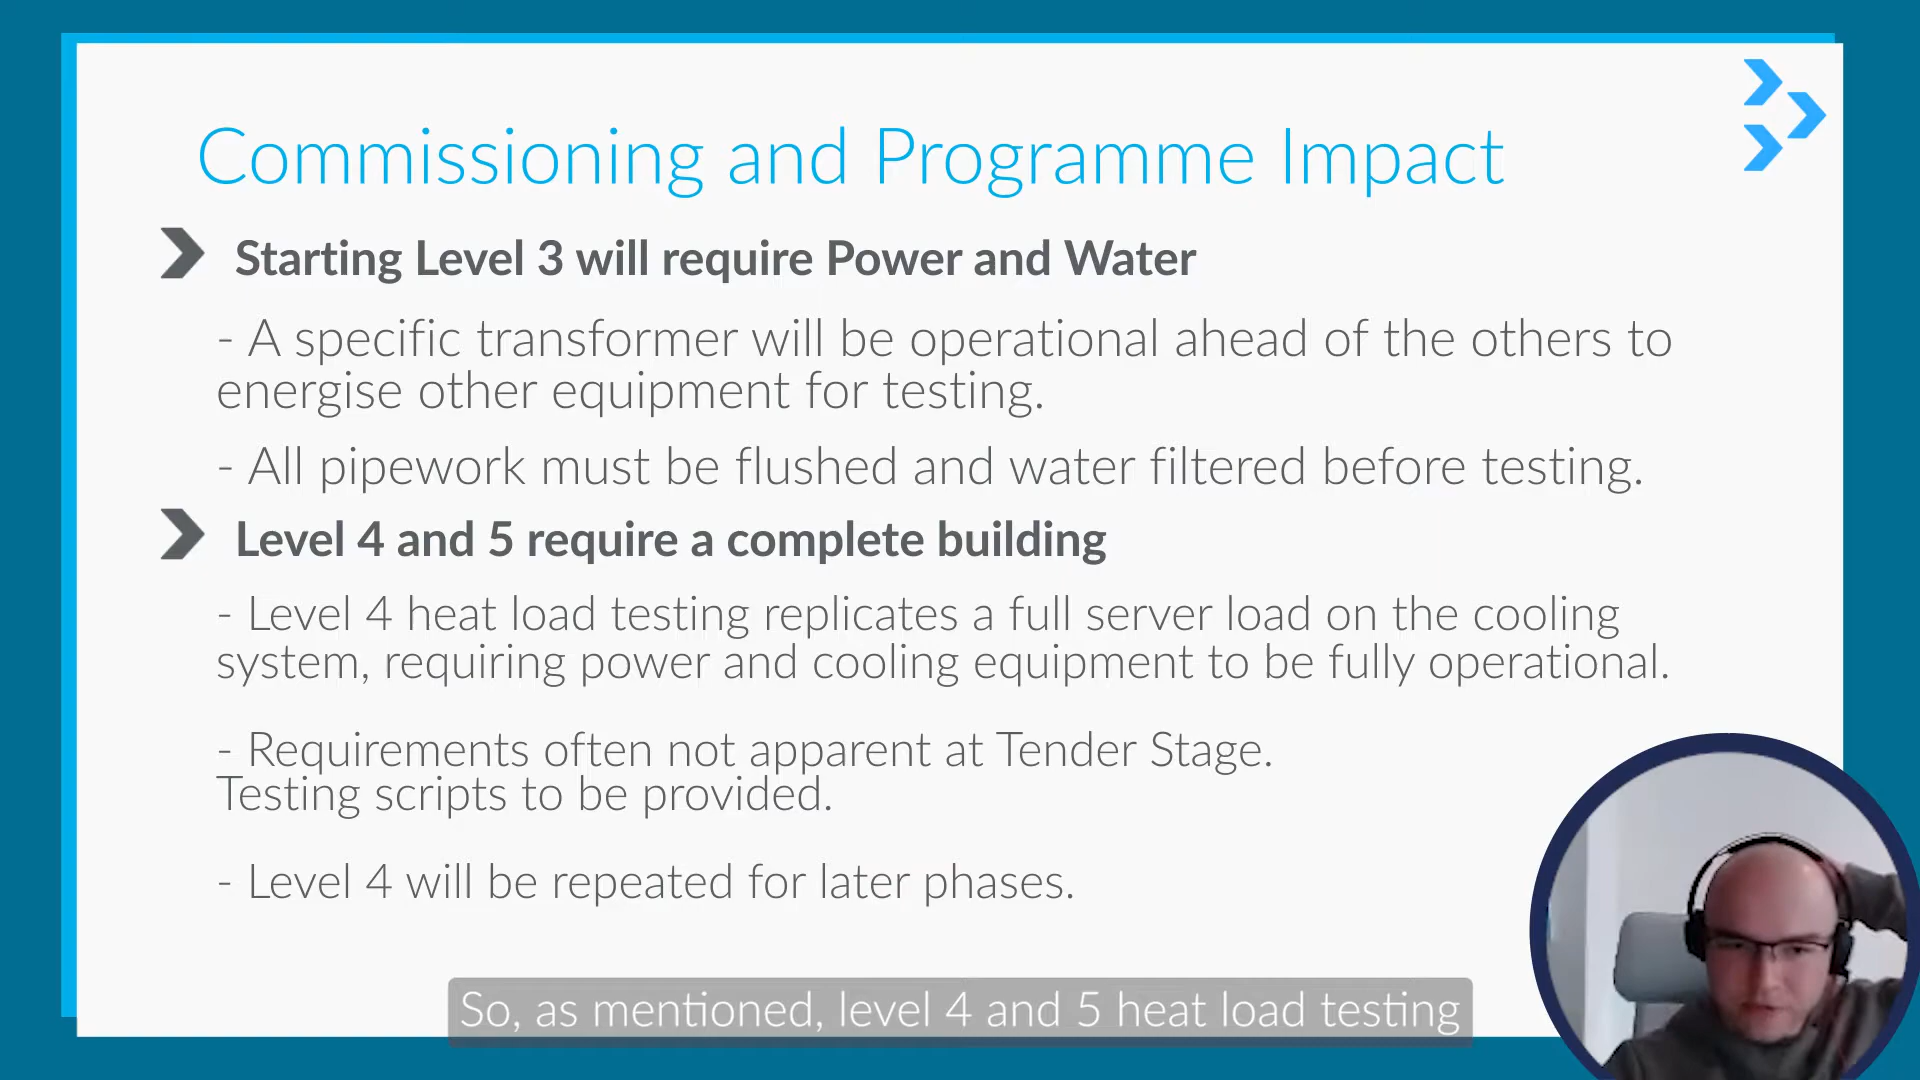 Commissioning and Programme Impact
Starting Level 3 will require Power and Water
- A specific transformer will be operational ahead of the others to
energise other equipment for testing.
- All pipework must be flushed and water filtered before testing.
Level 4 and 5 require a complete building
- Level 4 heat load testing replicates a full server load on the cooling
system, requiring power and cooling equipment to be fully operational.
- Requirements often not apparent at Tender Stage.
Testing scripts to be provided.
- Level 4 will be repeated for later phases.
So, as mentioned, level 4 and 5 heat load testing